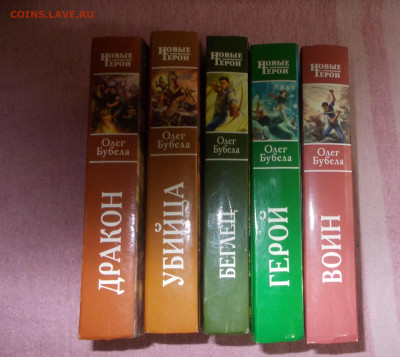 COINS.LAVE.RU
НОВЫЕ
ГЕРОИ
Олег
Бубела
ДРАКОН
НОВЫЕ
ГЕРОИ
Олег
Бубела
УБИЙЦА
НОВЫЕ
ГЕРОИ
Олег
Бубела
БЕГЛЕЦ
НОВЫЕ
ГЕРОИ
Олег
Бубела
ГЕРОЙ
НОВЫЕ
ГЕРОИ
Олег
Бубела
ВОИН